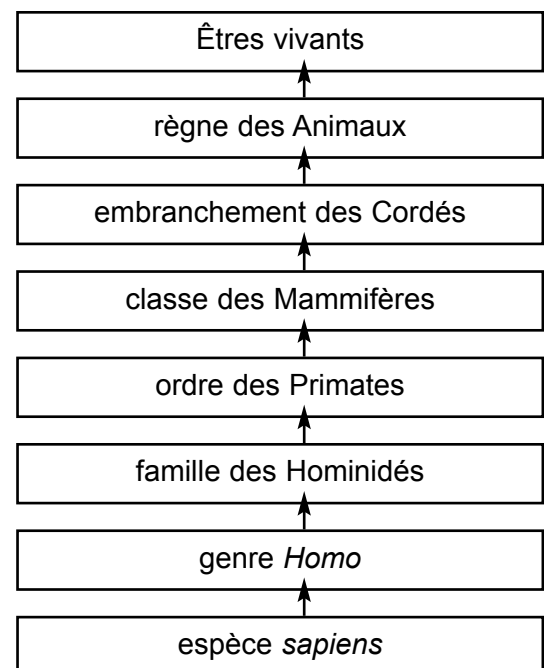 Êtres vivants
règne des Animaux
embranchement des Cordés
classe des Mammifères
ordre des Primates
famille des Hominidés
genre Homo
espèce sapiens